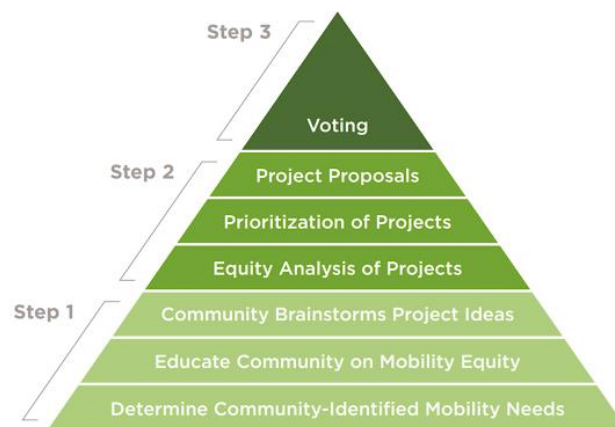 Step 3
Voting
Step 2
Project Proposals
Prioritization of Projects
Equity Analysis of Projects
Step 1
Community Brainstorms Project Ideas
Educate Community on Mobility Equity
Determine Community-Identified Mobility Needs